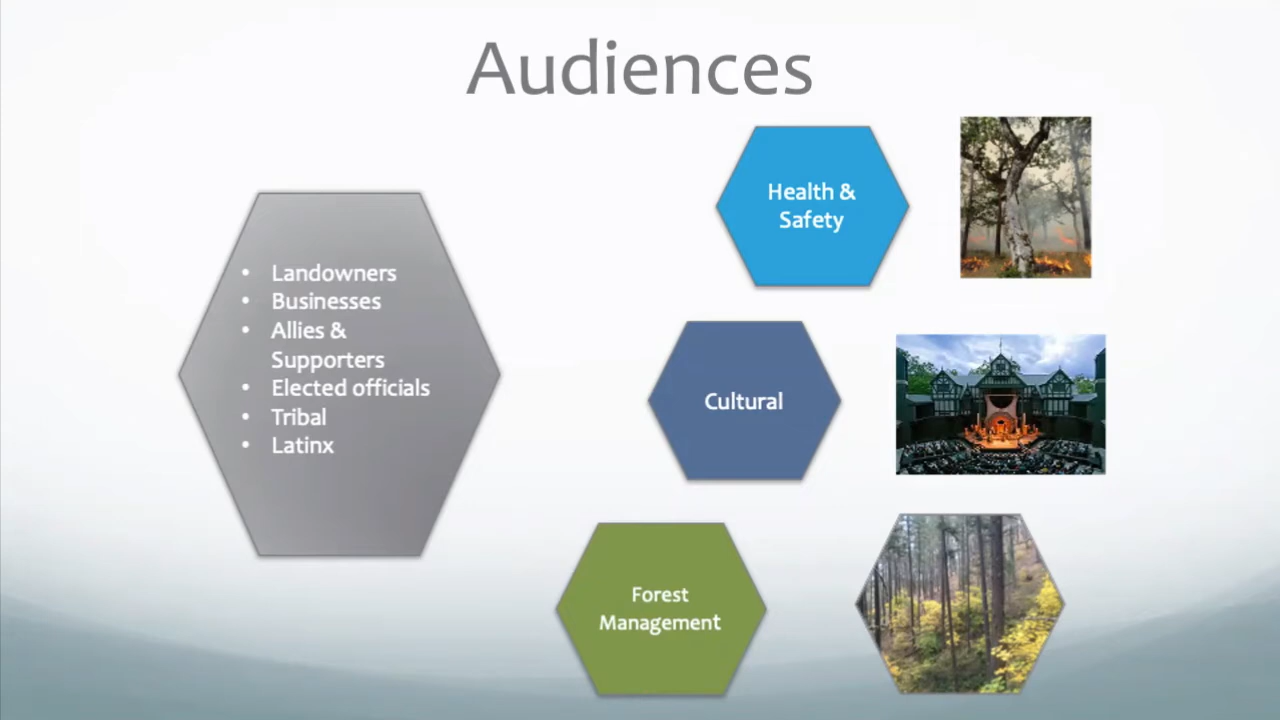 Audiences
• Landowners
• Businesses
• Allies &
Supporters
• Elected officials
• Tribal
• Latinx
Health &
Safety
Cultural
Forest
Management